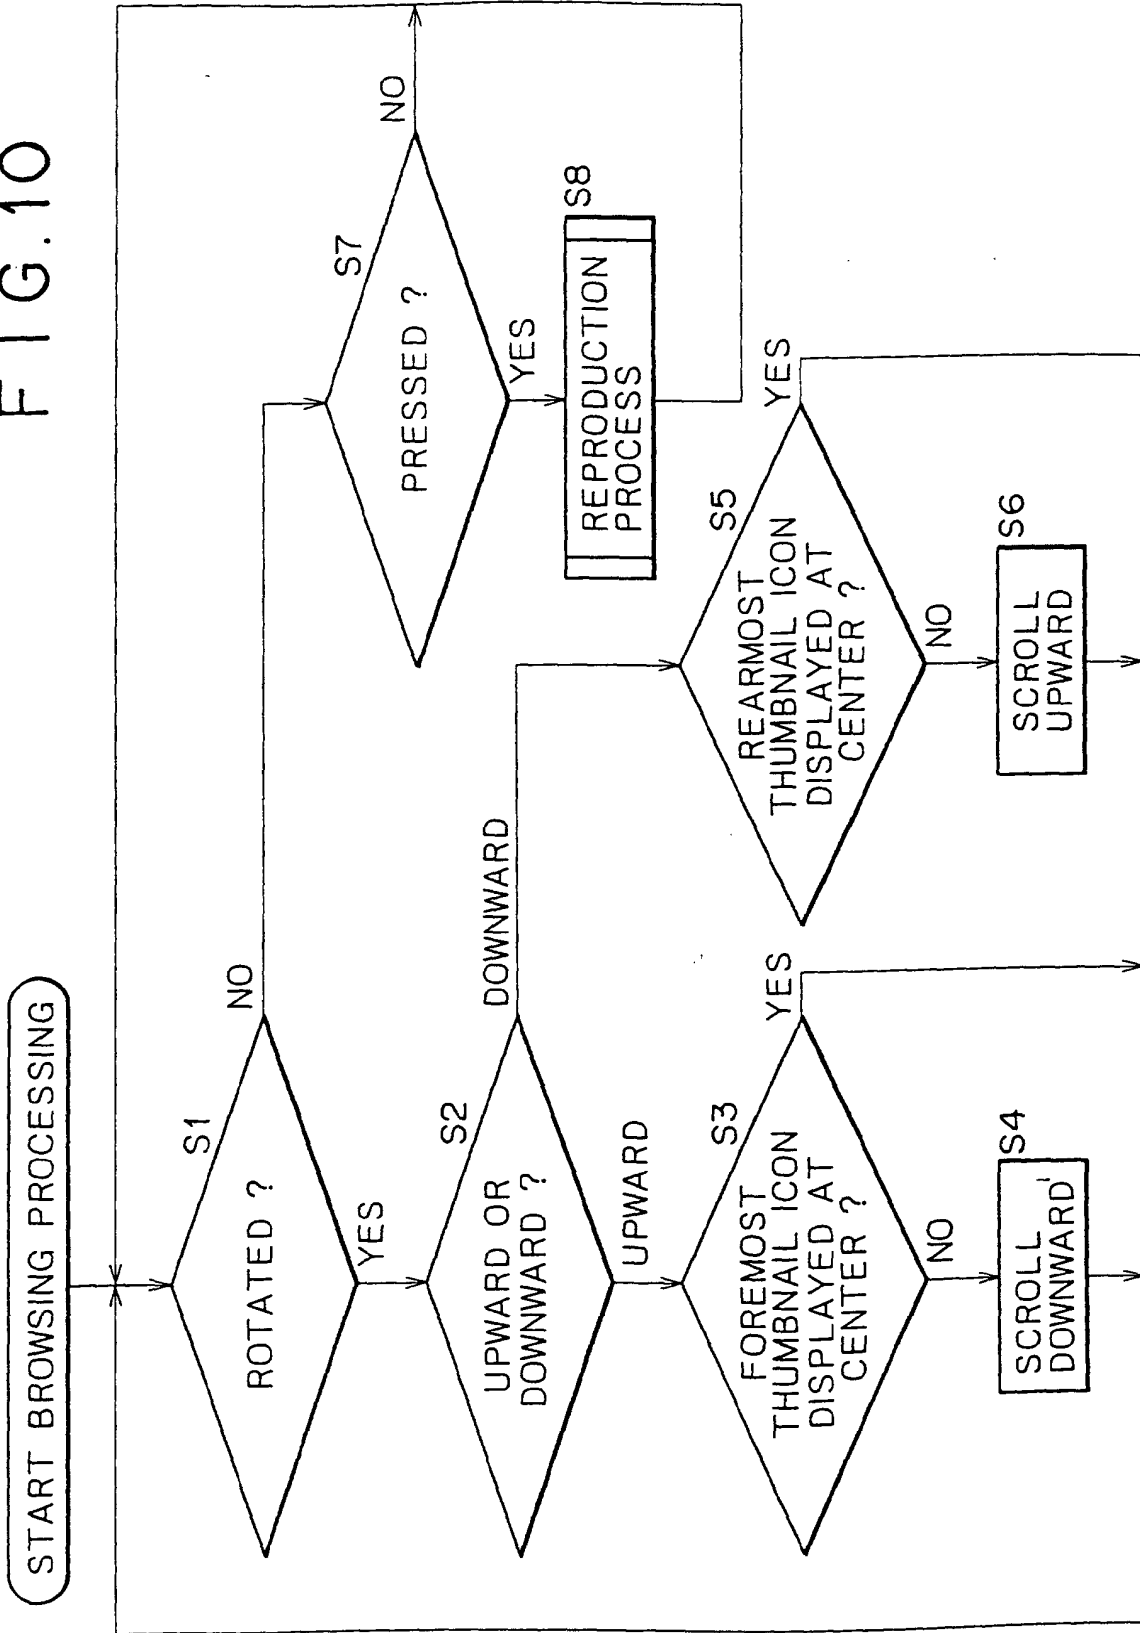 FIG.10
START BROWSING PROCESSING
S1
ROTATED ?
NO
YES
S2
UPWARD OR
DOWNWARD ?
DOWNWARD
UPWARD
S3
FOREMOST
THUMBNAIL ICON
DISPLAYED AT
CENTER ?
YES
NO
S4
SCROLL
DOWNWARD
S5
REARMOST
THUMBNAIL ICON
DISPLAYED AT
CENTER ?
YES
NO
S6
SCROLL
UPWARD
S7
PRESSED ?
NO
YES
S8
REPRODUCTION
PROCESS